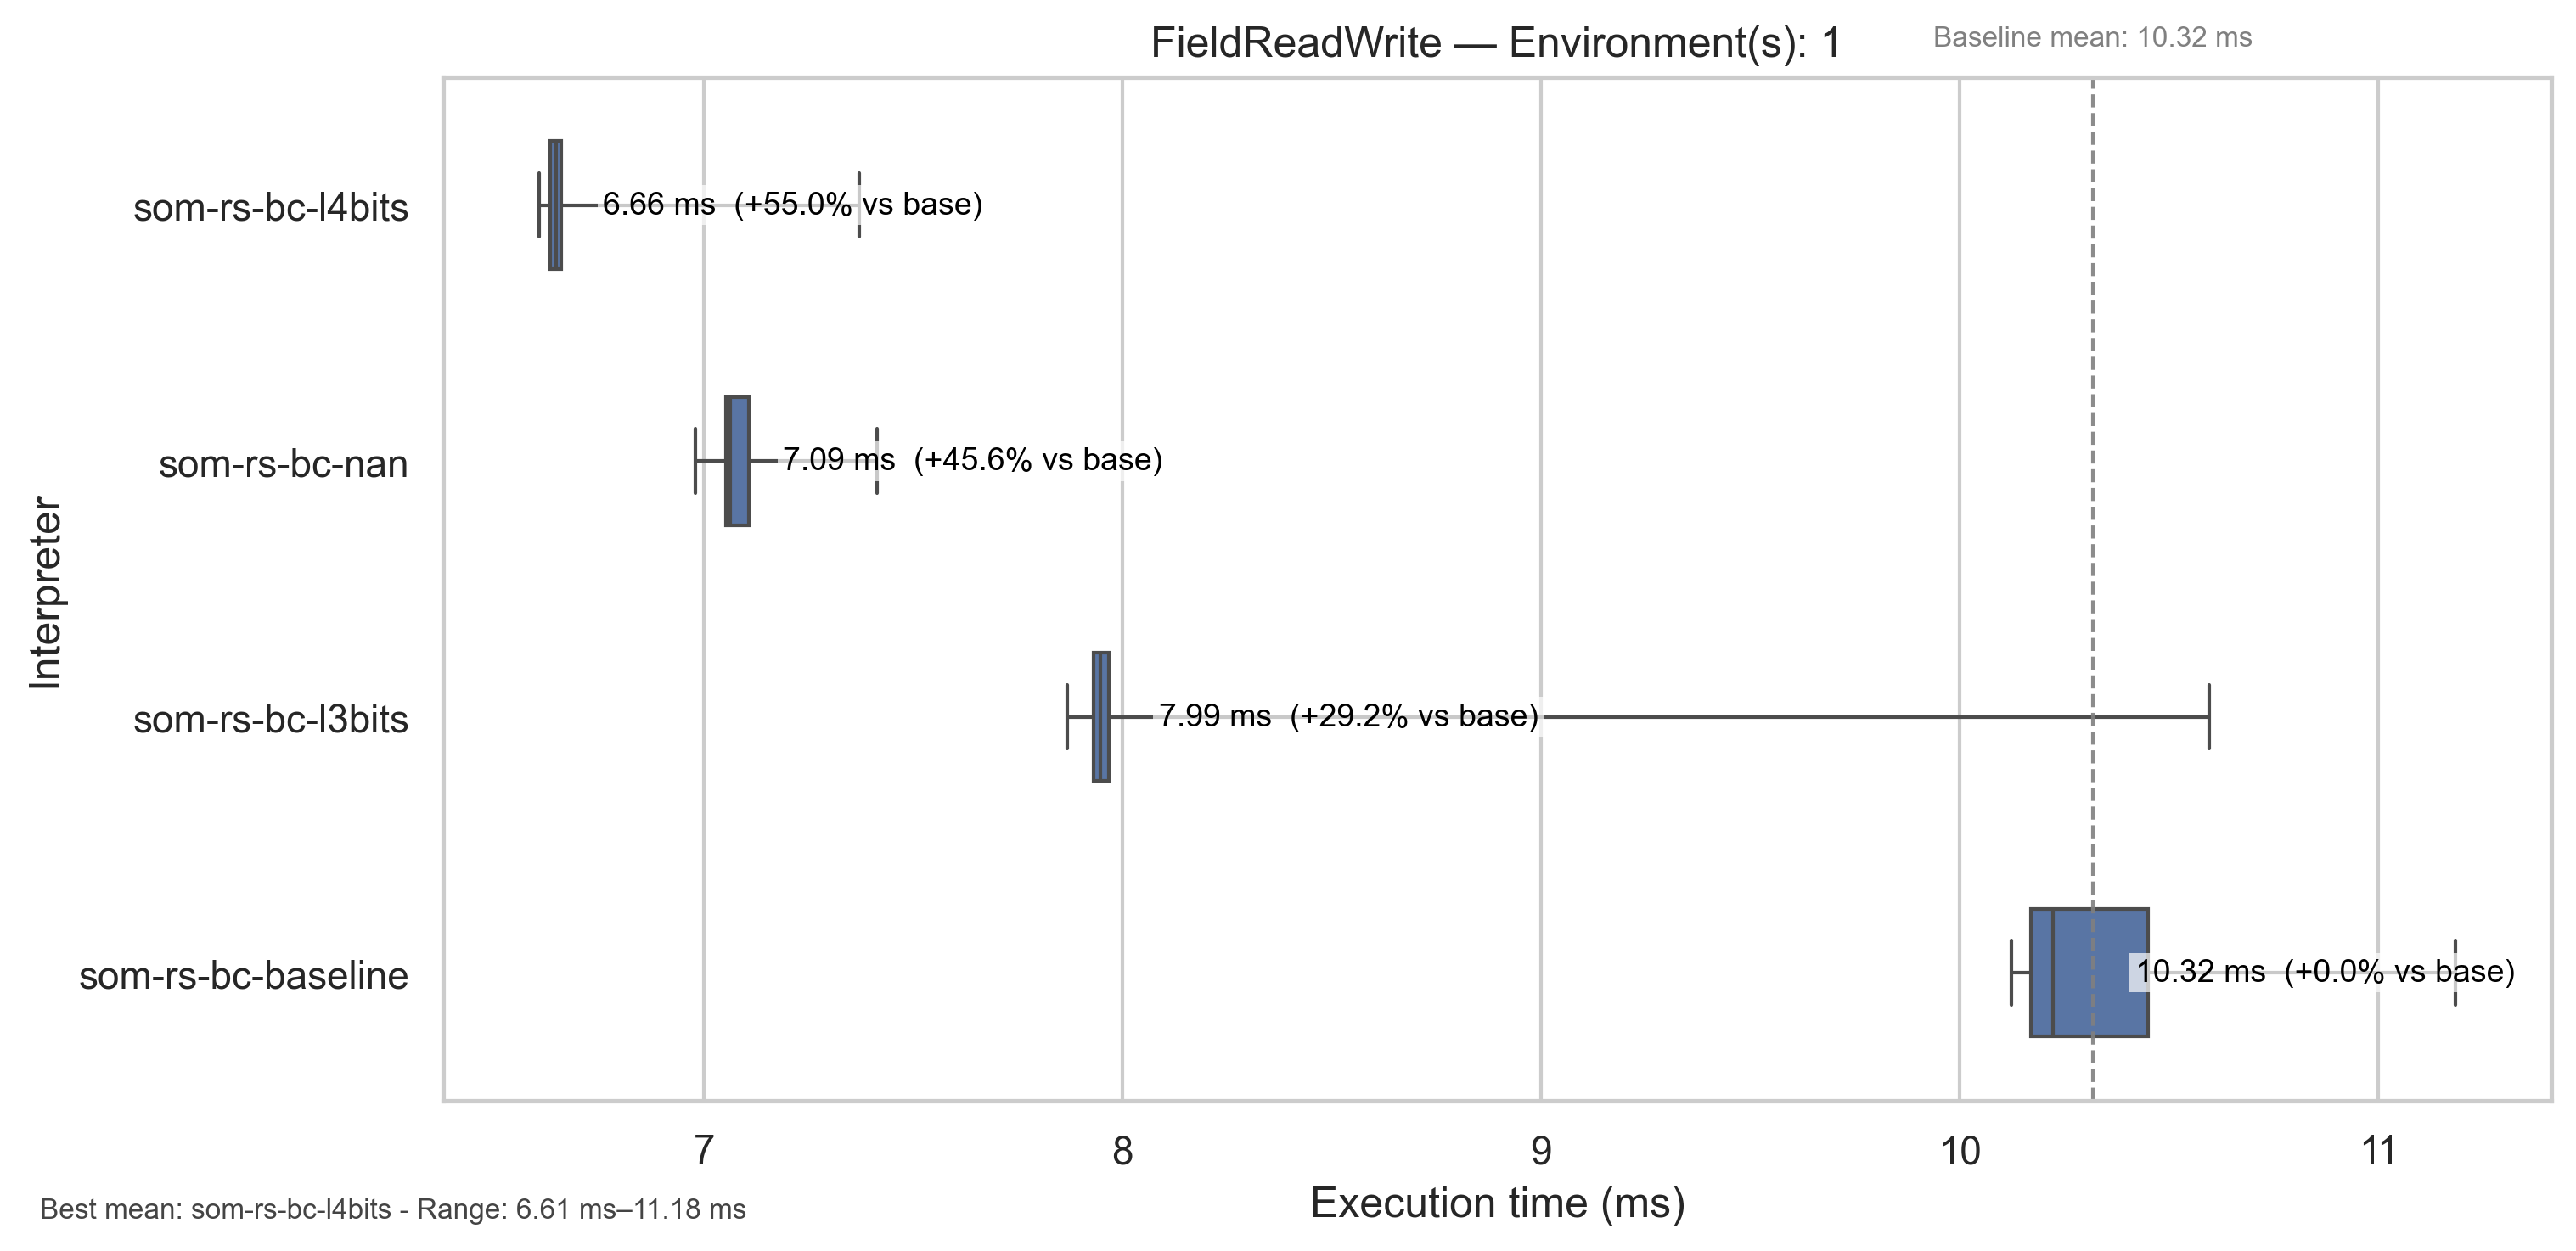 FieldReadWrite — Environment(s): 1
Baseline mean: 10.32 ms
som-rs-bc-l4bits
6.66 ms (+55.0% vs base)
som-rs-bc-nan
7.09 ms (+45.6% vs base)
Interpreter
som-rs-bc-l3bits
7.99 ms (+29.2% vs base)
som-rs-bc-baseline
10.32 ms (+0.0% vs base)
7 8 9 10 11
Execution time (ms)
Best mean: som-rs-bc-l4bits - Range: 6.61 ms–11.18 ms